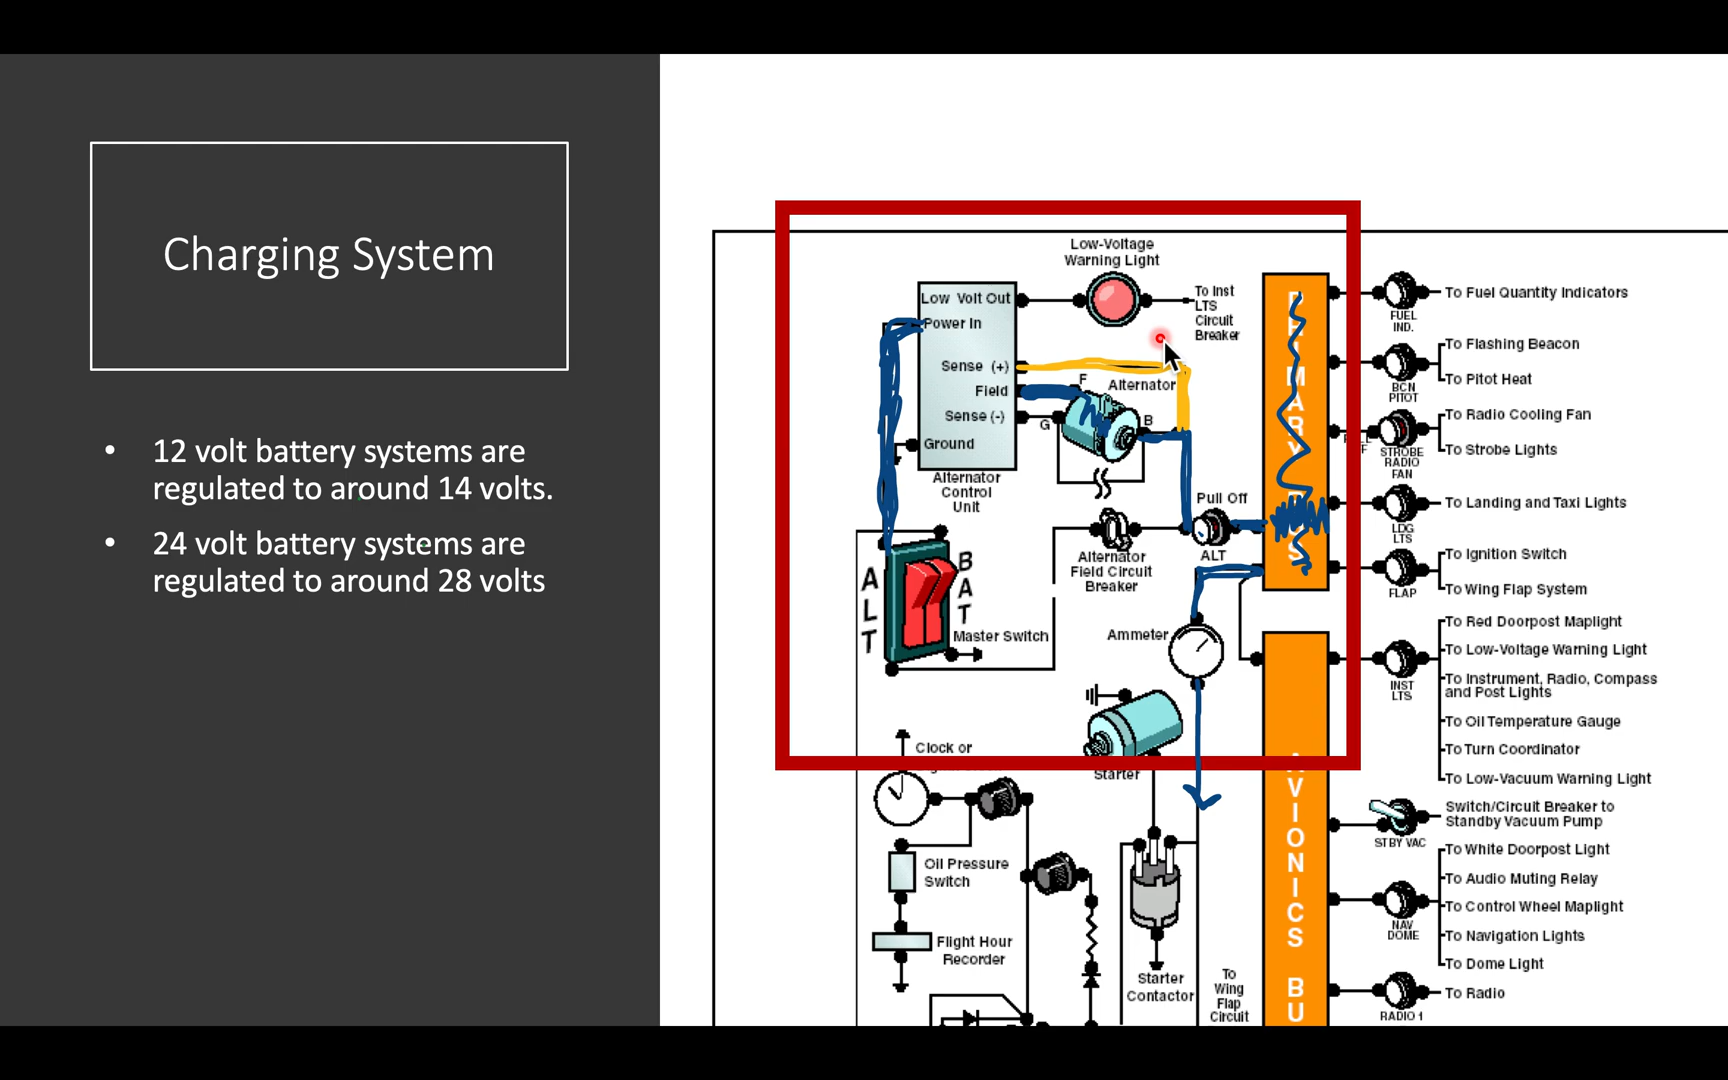 Charging System
• 12 volt battery systems are
regulated to around 14 volts.
• 24 volt battery systems are
regulated to around 28 volts
Low-Voltage
Warning Light
Low Volt Out
Power In
Sense (+)
Field
Sense (-)
Ground
Alternator
Control
Unit
To Inst
LTS
Circuit
Breaker
F
Alternator
G
B
Pull Off
ALT
Alternator
Field Circuit
Breaker
ALT
BAT
Master Switch
Ammeter
Starter
Clock or
Oil Pressure
Switch
Flight Hour
Recorder
Starter
Contactor
To
Wing
Flap
Circuit
PRIMARY BUS
AVIONICS BU
FUEL
IND.
To Fuel Quantity Indicators
BCN
PITOT
To Flashing Beacon
To Pitot Heat
STROBE
RADIO
FAN
To Radio Cooling Fan
To Strobe Lights
LDG
LTS
To Landing and Taxi Lights
FLAP
To Ignition Switch
To Wing Flap System
INST
LTS
To Red Doorpost Maplight
To Low-Voltage Warning Light
To Instrument, Radio, Compass
and Post Lights
To Oil Temperature Gauge
To Turn Coordinator
To Low-Vacuum Warning Light
STBY VAC
Switch/Circuit Breaker to
Standby Vacuum Pump
NAV
DOME
To White Doorpost Light
To Audio Muting Relay
To Control Wheel Maplight
To Navigation Lights
To Dome Light
RADIO 1
To Radio